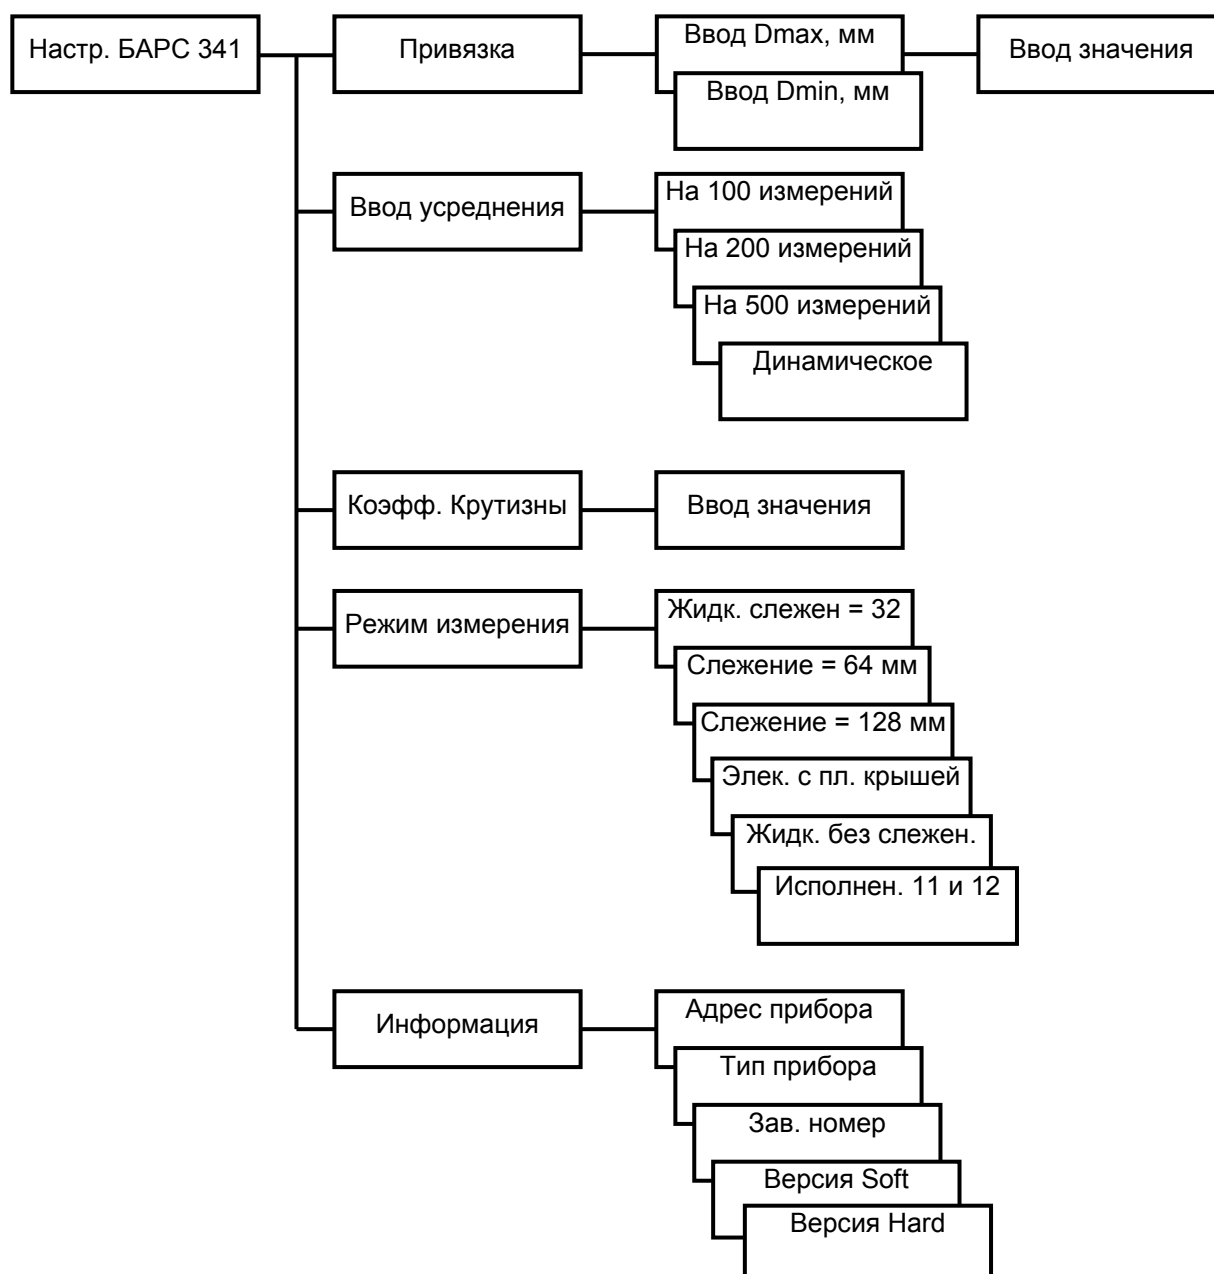 Настр. БАРС 341
Привязка
Ввод Dmax, мм
Ввод значения
Ввод Dmin, мм
Ввод усреднения
На 100 измерений
На 200 измерений
На 500 измерений
Динамическое
Коэфф. Крутизны
Ввод значения
Режим измерения
Жидк. слежен = 32
Слежение = 64 мм
Слежение = 128 мм
Элек. с пл. крышей
Жидк. без слежен.
Исполнен. 11 и 12
Информация
Адрес прибора
Тип прибора
Зав. номер
Версия Soft
Версия Hard